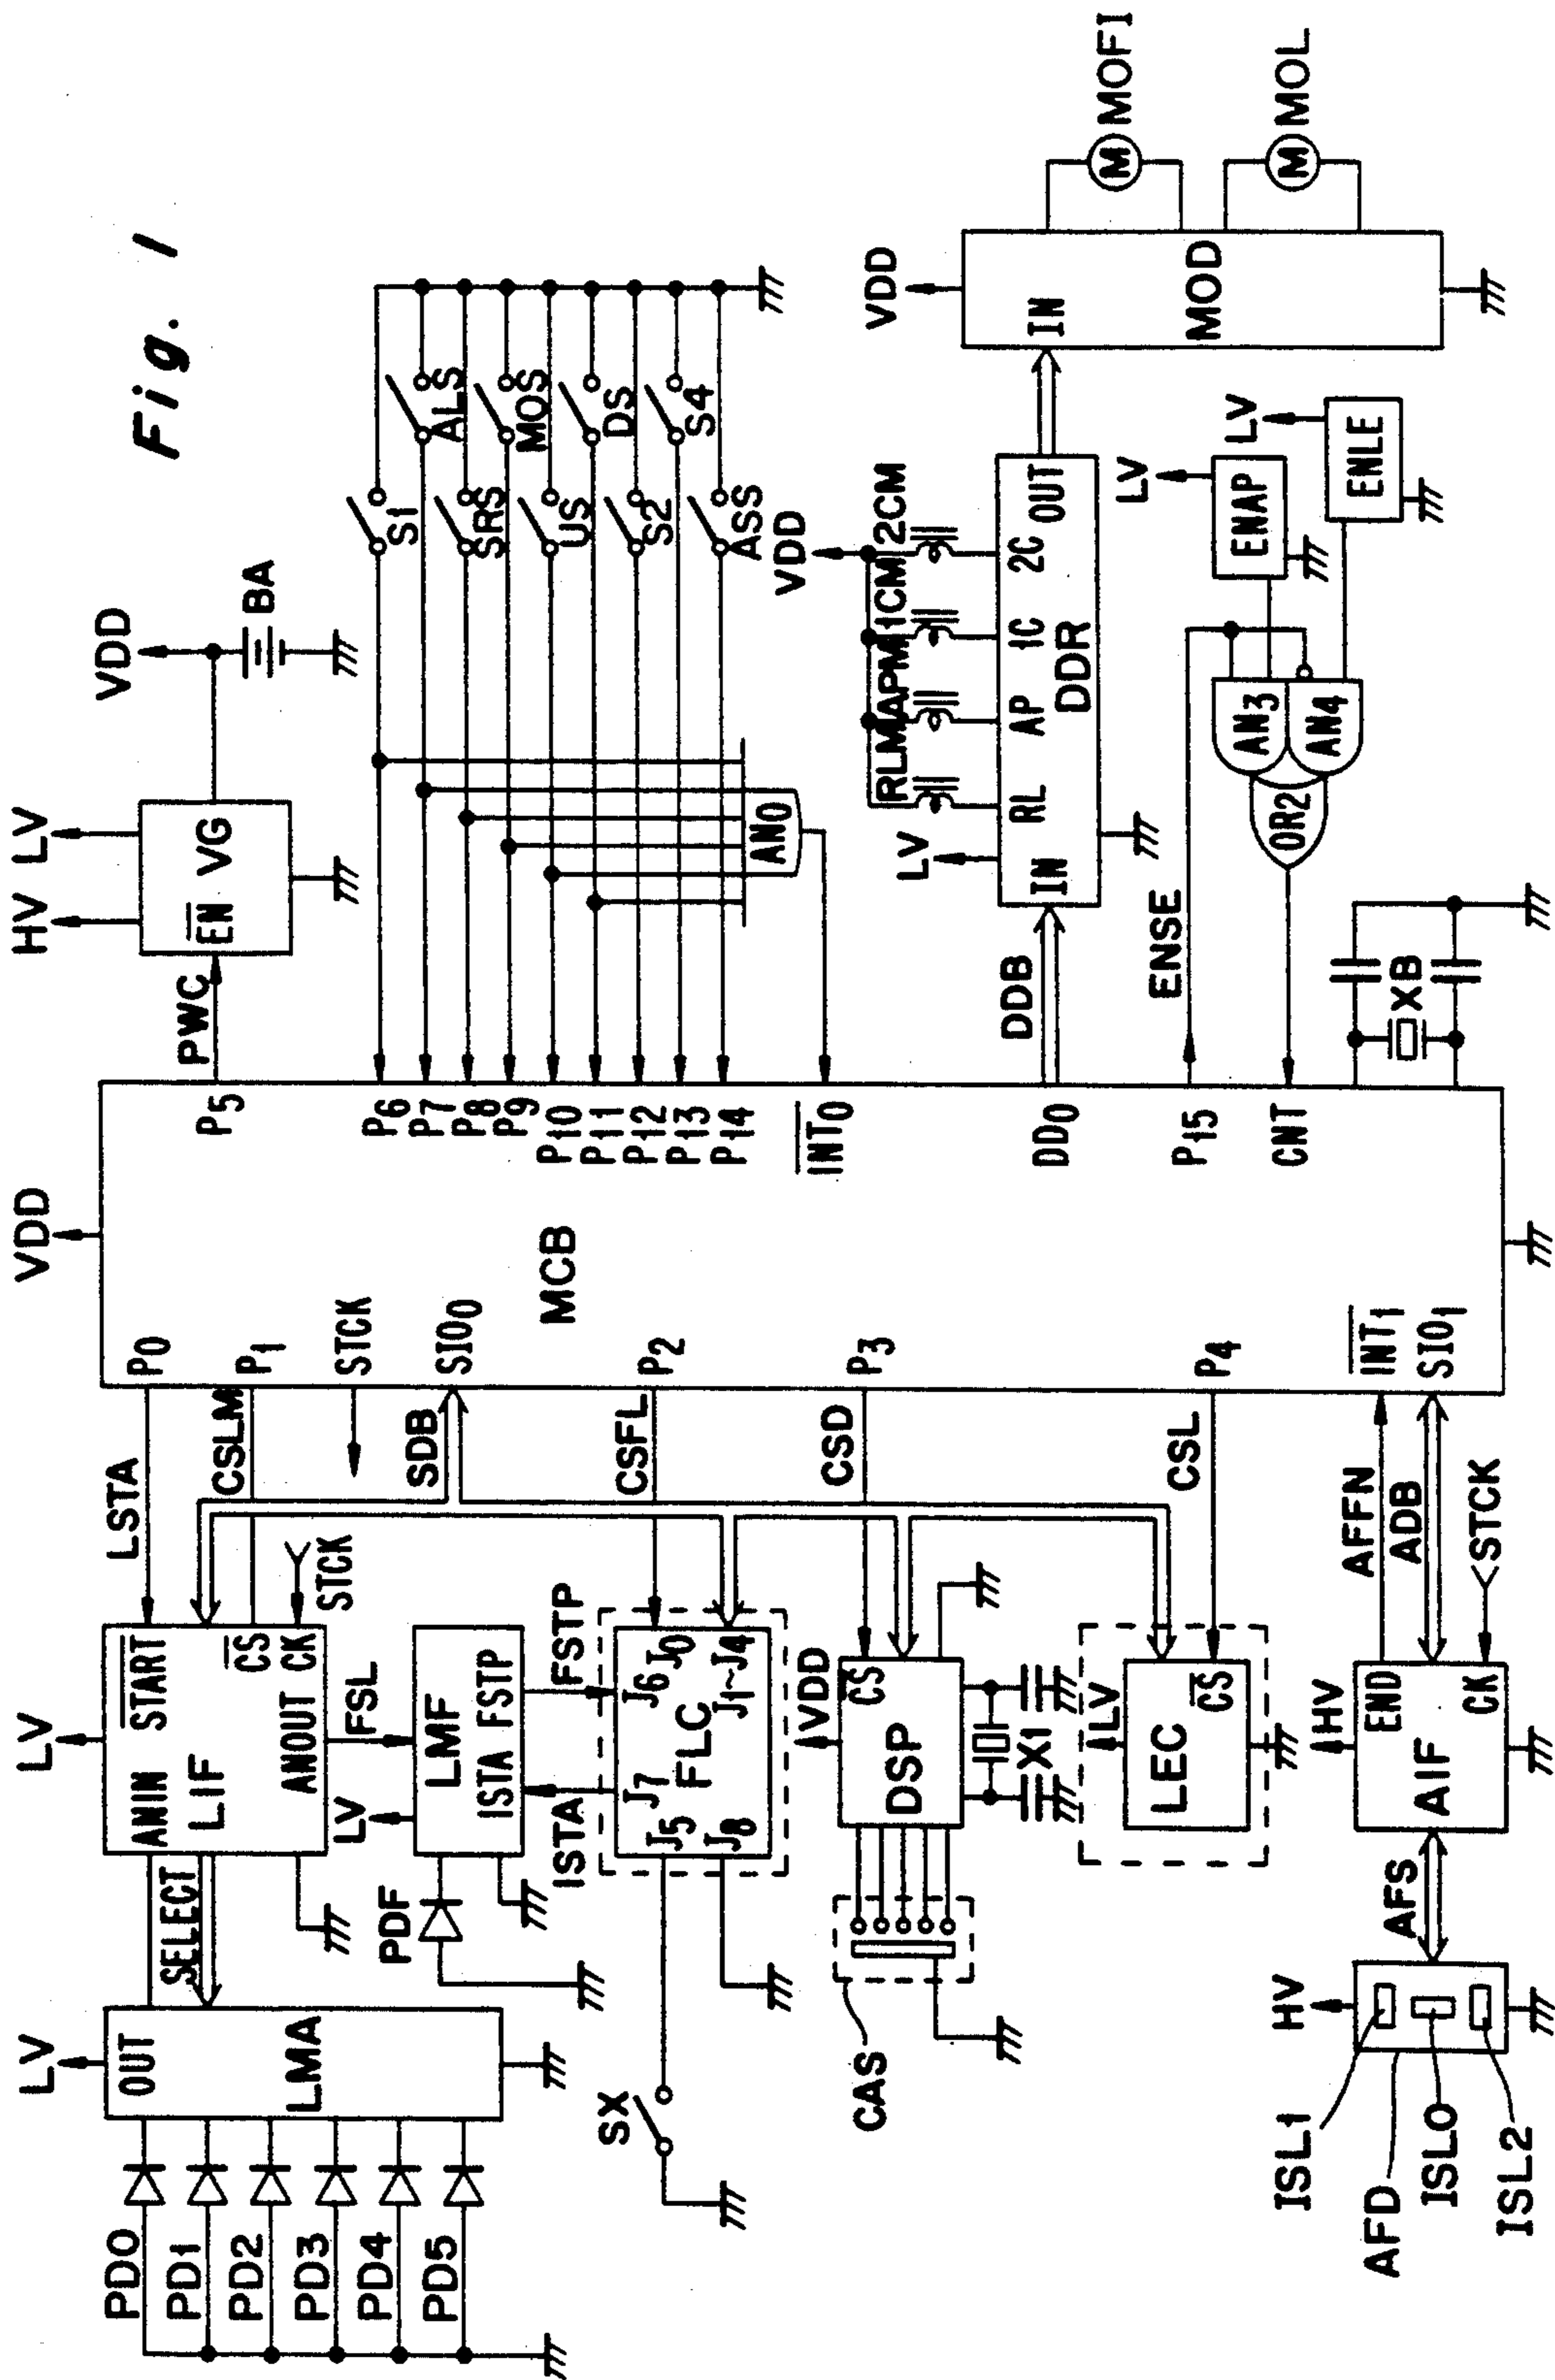 Fig. 1
LV
OUT
LMA
PD0
PD1
PD2
PD3
PD4
PD5
SELECT
LV
ANIN
START
LIF
CS
ANOUT CK
LSTA
CSLM
STCK
FSL
LV
LMF
ISTA FSTP
PDF
ISTA
FSTP
J5
J7
J6
J0
FLC
J8
J1~J4
SX
SDB
CSFL
VDD
CS
DSP
CSD
X1
CAS
LV
LEC
CS
CSL
HV
END
AIF
CK
AFFN
ADB
STCK
AFS
HV
ISL1
AFD
ISL0
ISL2
VDD
MCB
P0
P1
STCK
SIO0
P2
P3
P4
INT1
SIO1
P5
P6
P7
P8
P9
P10
P11
P12
P13
P14
INT0
DD0
P15
CNT
HV LV
EN VG
PWC
VDD
BA
S1
ALS
SRS
MOS
US
DS
S2
S4
ASS
AN0
VDD
RLM APM 1CM 2CM
LV
RL AP 1C 2C
IN DDR OUT
DDB
VDD
IN
MOD
M MOFI
M MOL
ENSE
LV
ENAP
LV
ENLE
AN3
AN4
OR2
XB